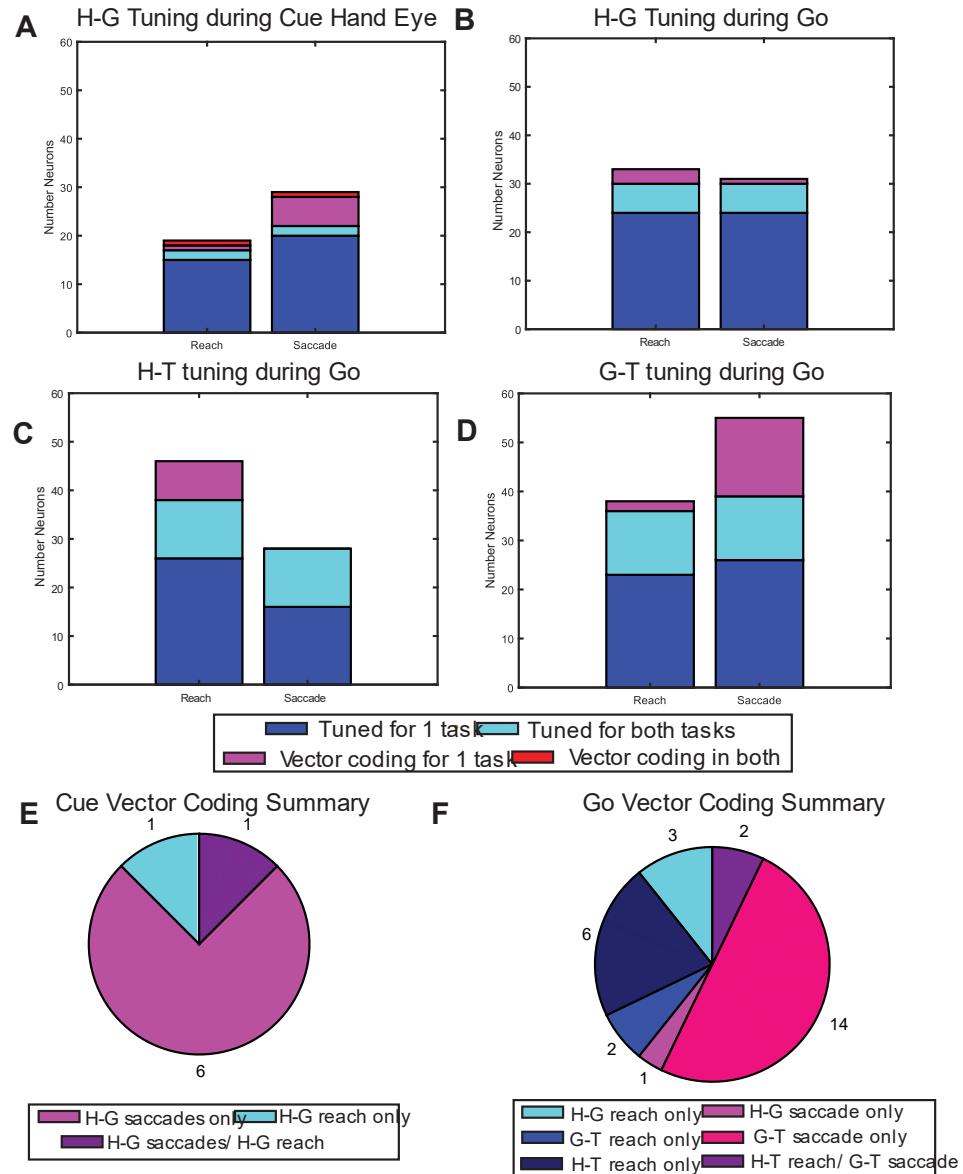 A
H-G Tuning during Cue Hand Eye
B
H-G Tuning during Go
60
50
40
30
20
10
0
Number Neurons
Reach
Saccade
60
50
40
30
20
10
0
Number Neurons
Reach
Saccade
C
H-T tuning during Go
D
G-T tuning during Go
60
50
40
30
20
10
0
Number Neurons
Reach
Saccade
60
50
40
30
20
10
0
Number Neurons
Reach
Saccade
Tuned for 1 task
Tuned for both tasks
Vector coding for 1 task
Vector coding in both
E
Cue Vector Coding Summary
1
1
6
H-G saccades only
H-G reach only
H-G saccades/ H-G reach
F
Go Vector Coding Summary
3
2
6
14
2
1
H-G reach only
H-G saccade only
G-T reach only
G-T saccade only
H-T reach only
H-T reach/ G-T saccade